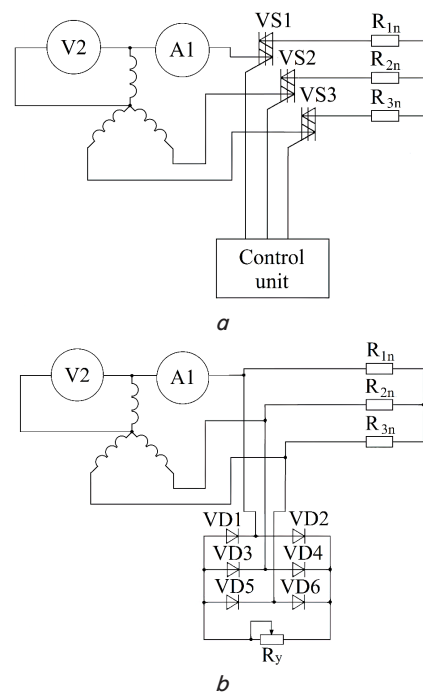 VS1
R1n
V2
A1
VS2
R2n
VS3
R3n
Control
unit
a
R1n
V2
A1
R2n
R3n
VD1
VD2
VD3
VD4
VD5
VD6
Ry
b